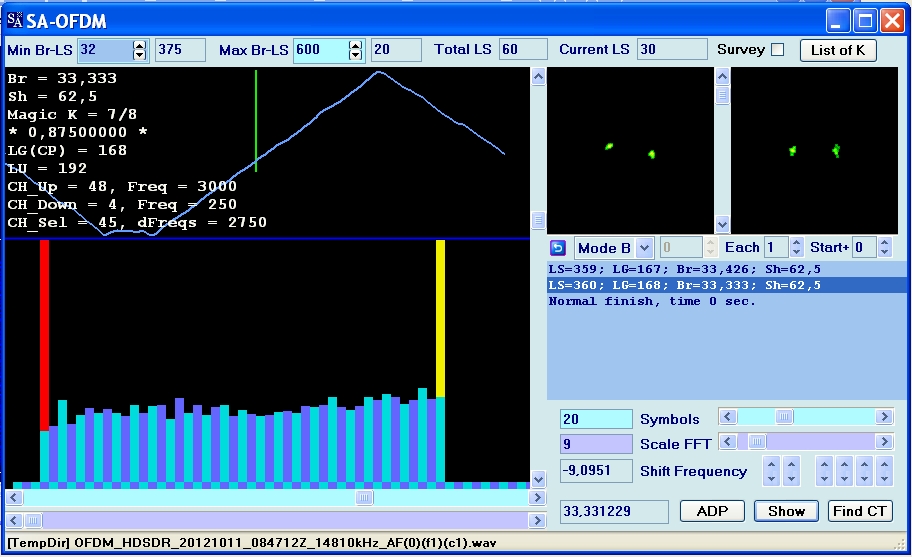 SA-OFDM
Min Br-LS 32 375 Max Br-LS 600 20 Total LS 60 Current LS 30 Survey List of K
Br = 33,333
Sh = 62,5
Magic K = 7/8
* 0,87500000 *
LG(CP) = 168
LU = 192
CH_Up = 48, Freq = 3000
CH_Down = 4, Freq = 250
CH_Sel = 45, dFreqs = 2750
Mode B 0 Each 1 Start+ 0
LS=359; LG=167; Br=33,426; Sh=62,5
LS=360; LG=168; Br=33,333; Sh=62,5
Normal finish, time 0 sec.
20 Symbols
9 Scale FFT
-9,0951 Shift Frequency
33,331229 ADP Show Find CT
[TempDir] OFDM_HDSDR_20121011_084712Z_14810kHz_AF(0)(f1)(c1).wav